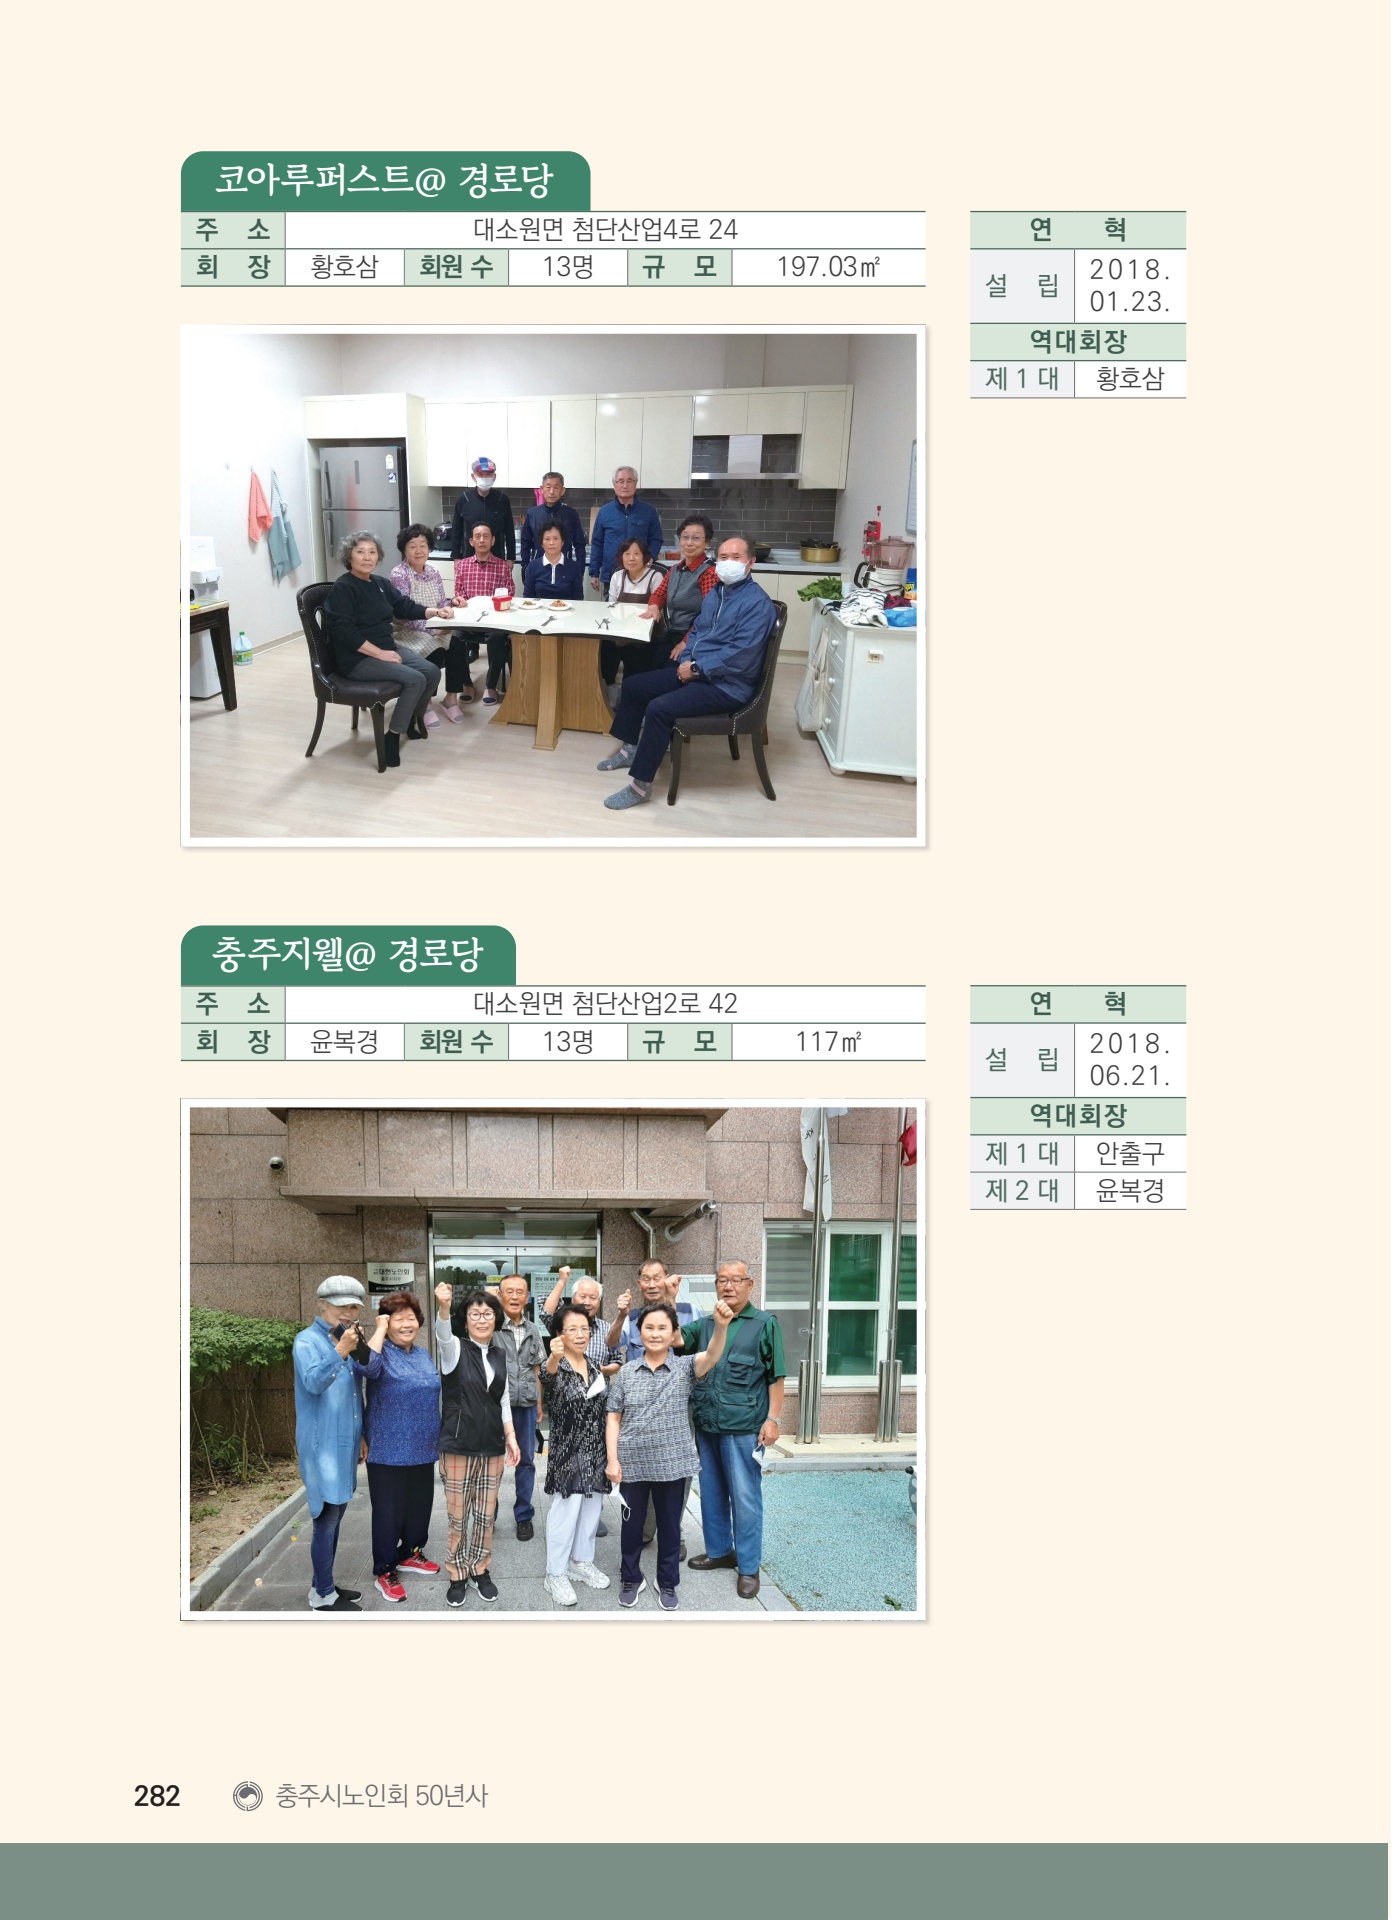 코아루퍼스트@ 경로당
주 소 대소원면 첨단산업4로 24
회 장 황호삼 회원 수 13명 규 모 197.03㎡
연 혁
설 립 2018.
01.23.
역대회장
제 1 대 황호삼
충주지웰@ 경로당
주 소 대소원면 첨단산업2로 42
회 장 윤복경 회원 수 13명 규 모 117㎡
연 혁
설 립 2018.
06.21.
역대회장
제 1 대 안출구
제 2 대 윤복경
대한노인회
282 충주시노인회 50년사